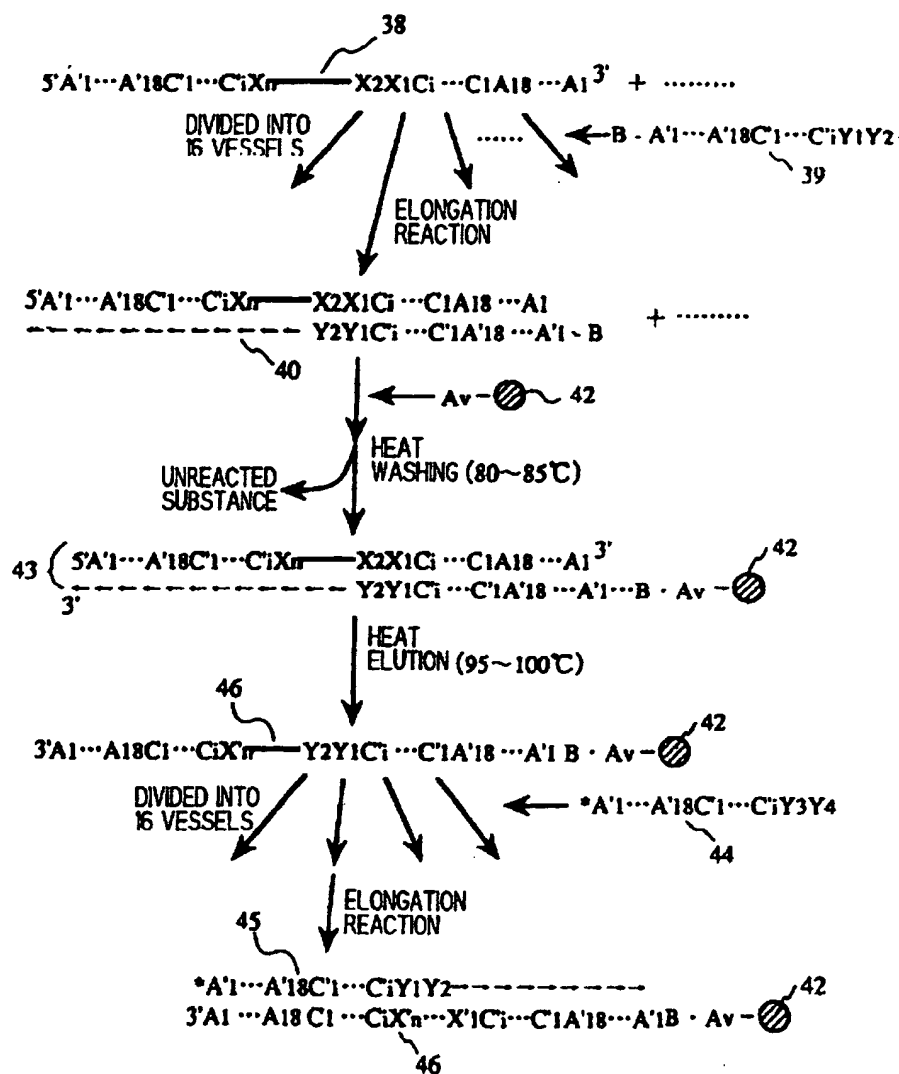 38
5'A'1···A'18C'1···C'iXn———X2X1Ci···C1A18···A1 3' + ·········
DIVIDED INTO
16 VESSELS
······
B - A'1···A'18C'1···C'iY1Y2-
39
ELONGATION
REACTION
5'A'1···A'18C'1···C'iXn———X2X1Ci···C1A18···A1
Y2Y1C'i···C'1A'18···A'1-B
+ ·········
40
Av - 42
HEAT
WASHING (80~85℃)
UNREACTED
SUBSTANCE
43
5'A'1···A'18C'1···C'iXn———X2X1Ci···C1A18···A1 3'
42
3' Y2Y1C'i···C'1A'18···A'1···B · Av -
HEAT
ELUTION (95~100℃)
46
42
3'A1···A18C1···CiX'n———Y2Y1C'i···C'1A'18···A'1 B · Av -
DIVIDED INTO
16 VESSELS
*A'1···A'18C'1···C'iY3Y4
44
ELONGATION
REACTION
45
*A'1···A'18C'1···C'iY1Y2-----------
42
3'A1···A18 C1···CiX'n···X'1C'i···C'1A'18···A'1B · Av -
46